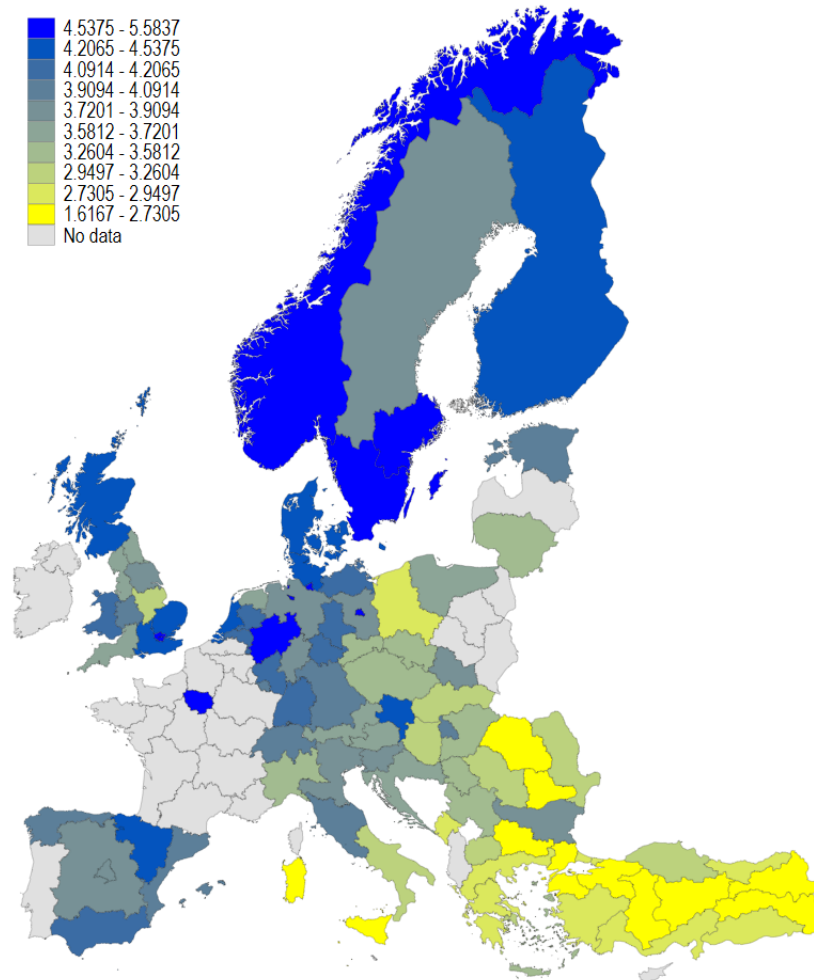 4.5375 - 5.5837
4.2065 - 4.5375
4.0914 - 4.2065
3.9094 - 4.0914
3.7201 - 3.9094
3.5812 - 3.7201
3.2604 - 3.5812
2.9497 - 3.2604
2.7305 - 2.9497
1.6167 - 2.7305
No data